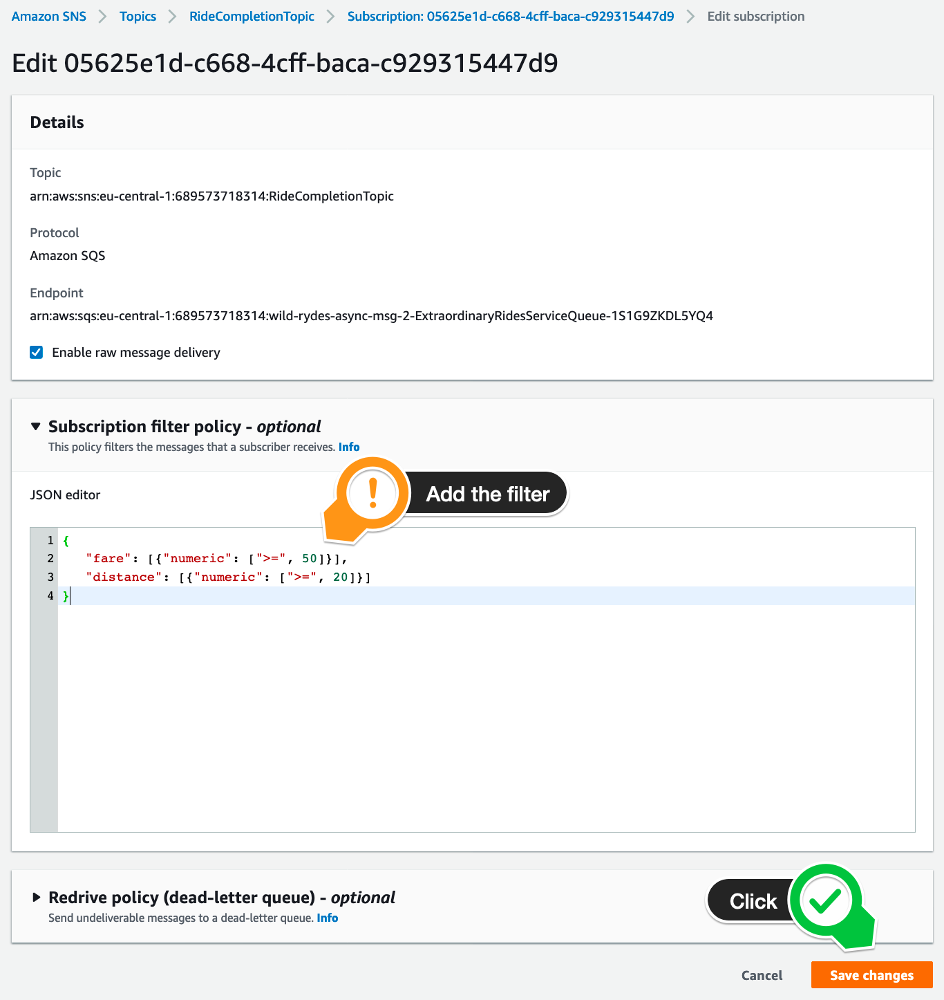 Amazon SNS > Topics > RideCompletionTopic > Subscription: 05625e1d-c668-4cff-baca-c929315447d9 > Edit subscription
Edit 05625e1d-c668-4cff-baca-c929315447d9
Details
Topic
arn:aws:sns:eu-central-1:689573718314:RideCompletionTopic
Protocol
Amazon SQS
Endpoint
arn:aws:sqs:eu-central-1:689573718314:wild-rydes-async-msg-2-ExtraordinaryRidesServiceQueue-1S1G9ZKDL5YQ4
Enable raw message delivery
Subscription filter policy - optional
This policy filters the messages that a subscriber receives. Info
JSON editor
! Add the filter
1 {
2 "fare": [{"numeric": [">=", 50]}],
3 "distance": [{"numeric": [">=", 20]}]
4 }
Redrive policy (dead-letter queue) - optional
Send undeliverable messages to a dead-letter queue. Info
Click
Cancel
Save changes